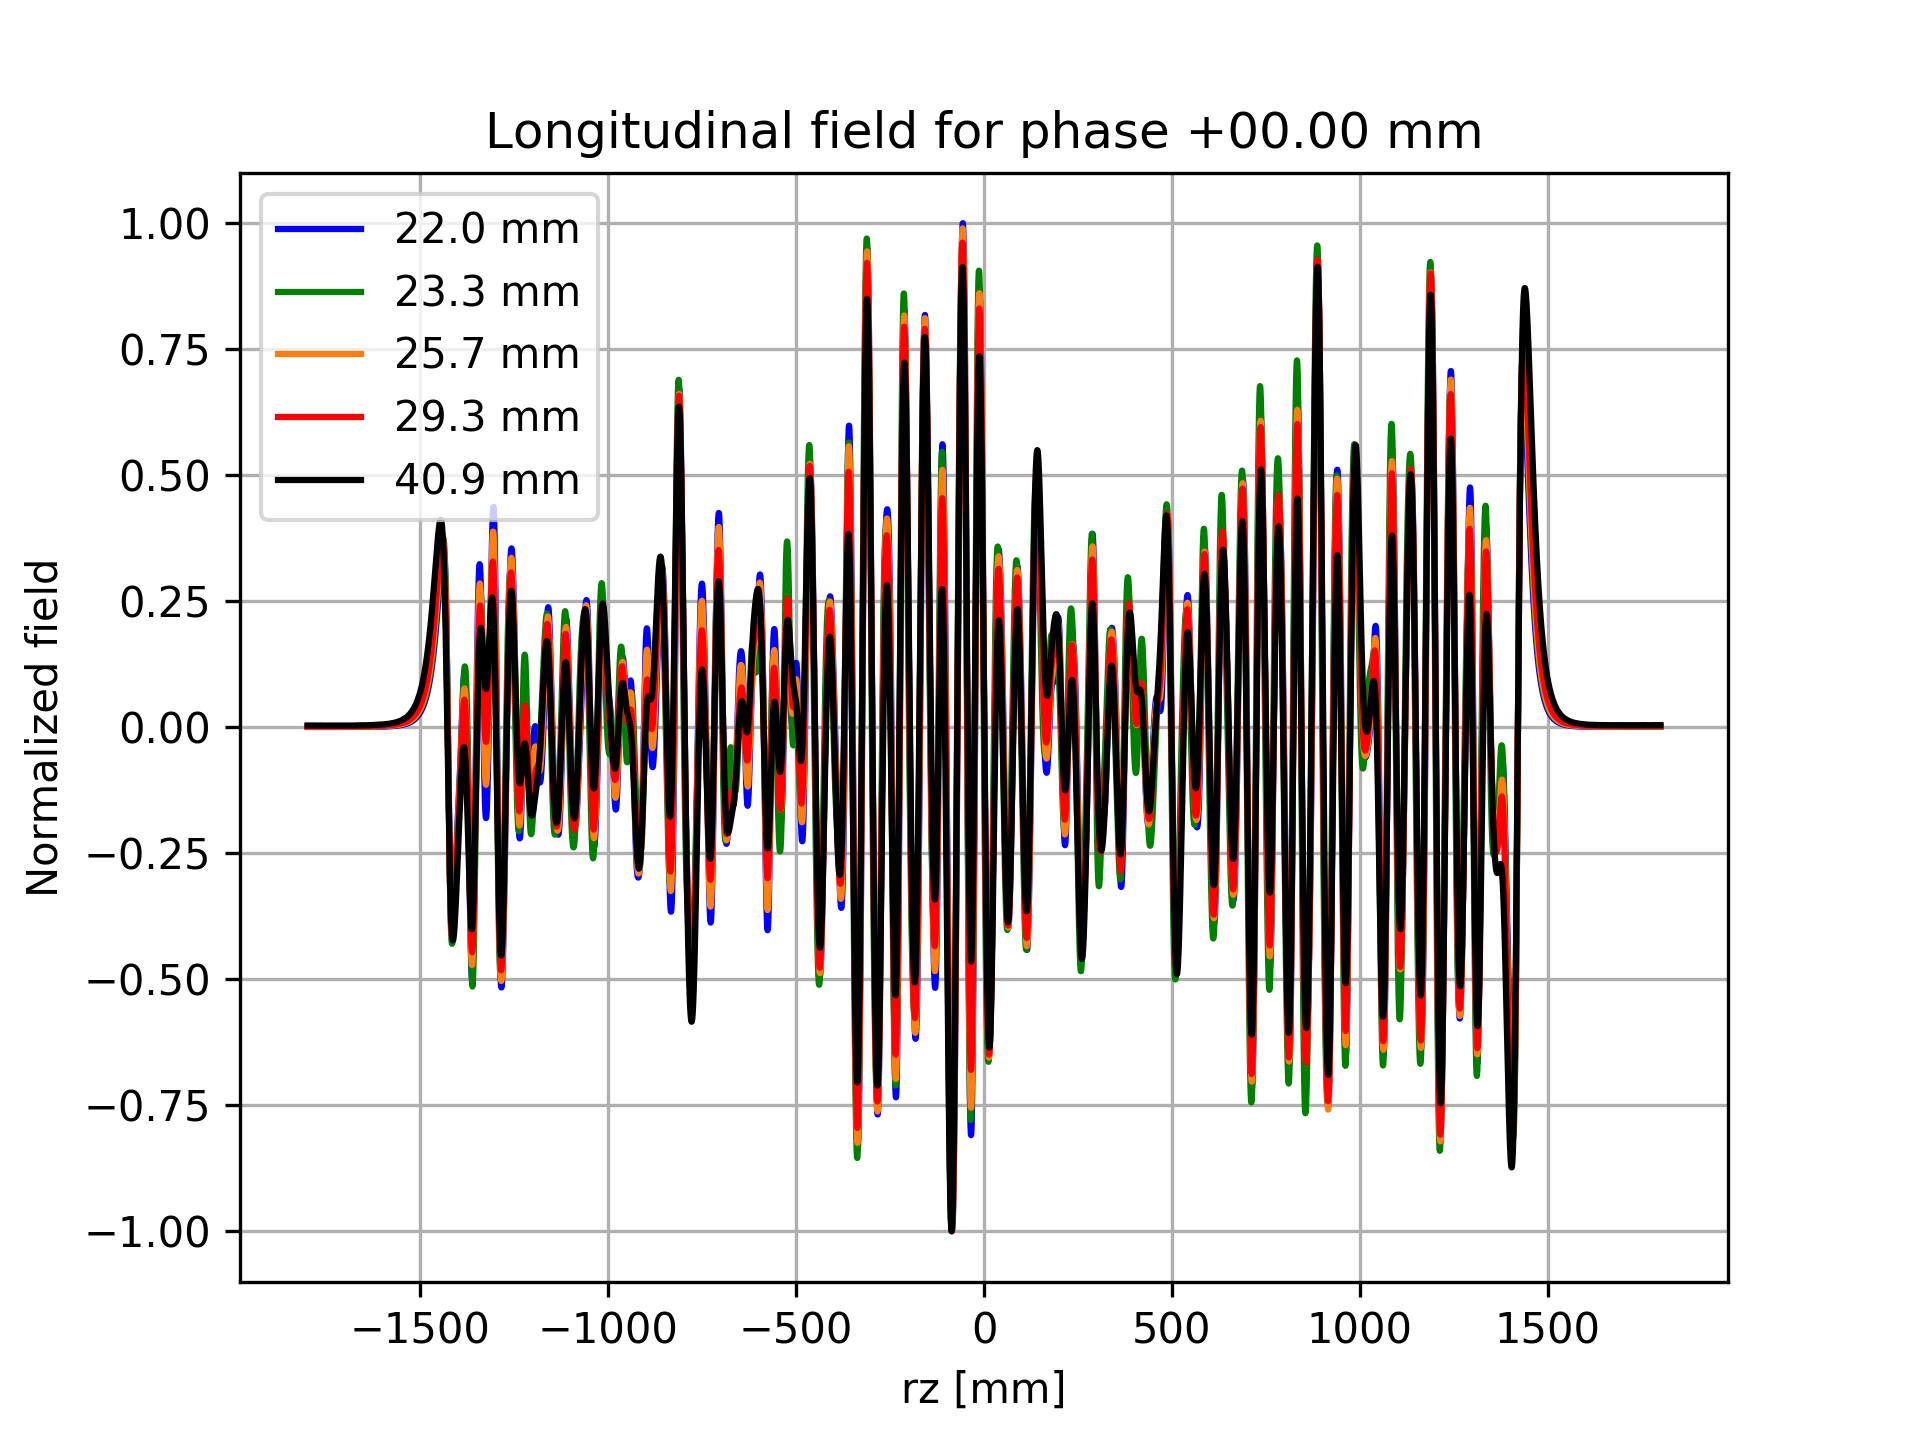 Longitudinal field for phase +00.00 mm
22.0 mm
23.3 mm
25.7 mm
29.3 mm
40.9 mm
1.00
0.75
0.50
0.25
0.00
−0.25
−0.50
−0.75
−1.00
Normalized field
−1500
−1000
−500
0
500
1000
1500
rz [mm]